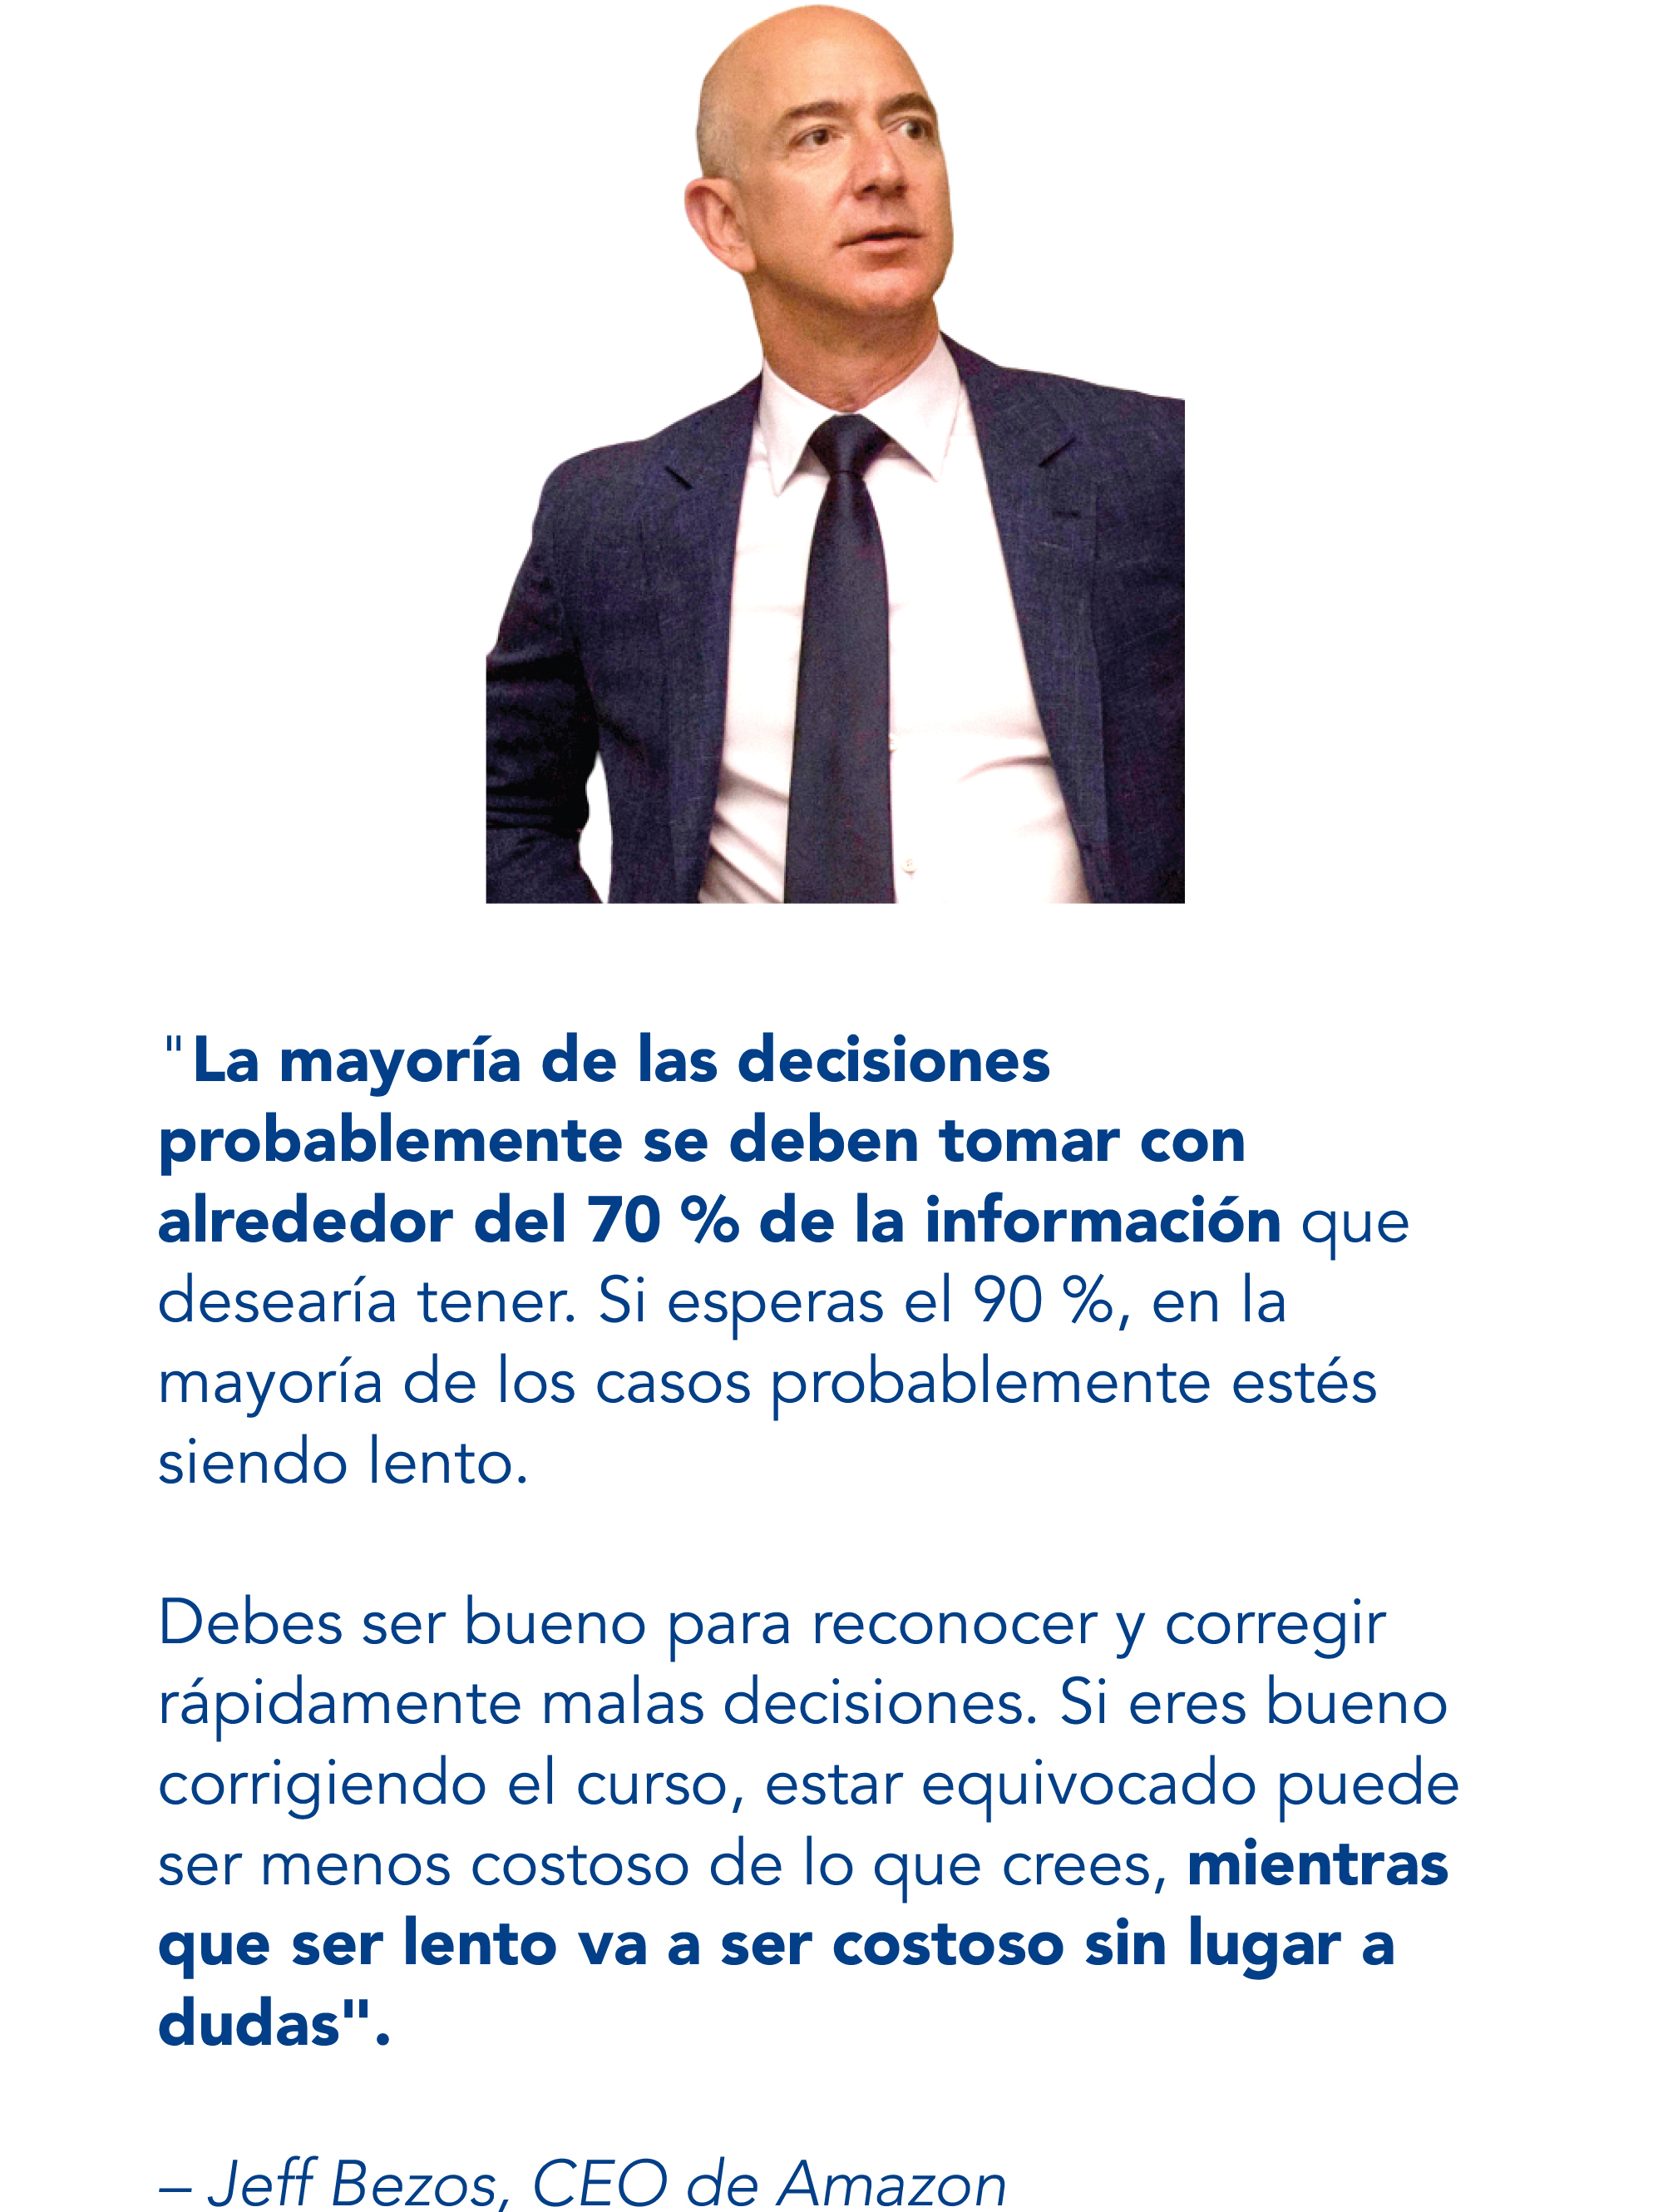 "La mayoría de las decisiones
probablemente se deben tomar con
alrededor del 70 % de la información que
desearía tener. Si esperas el 90 %, en la
mayoría de los casos probablemente estés
siendo lento.
Debes ser bueno para reconocer y corregir
rápidamente malas decisiones. Si eres bueno
corrigiendo el curso, estar equivocado puede
ser menos costoso de lo que crees, mientras
que ser lento va a ser costoso sin lugar a
dudas".
– Jeff Bezos, CEO de Amazon